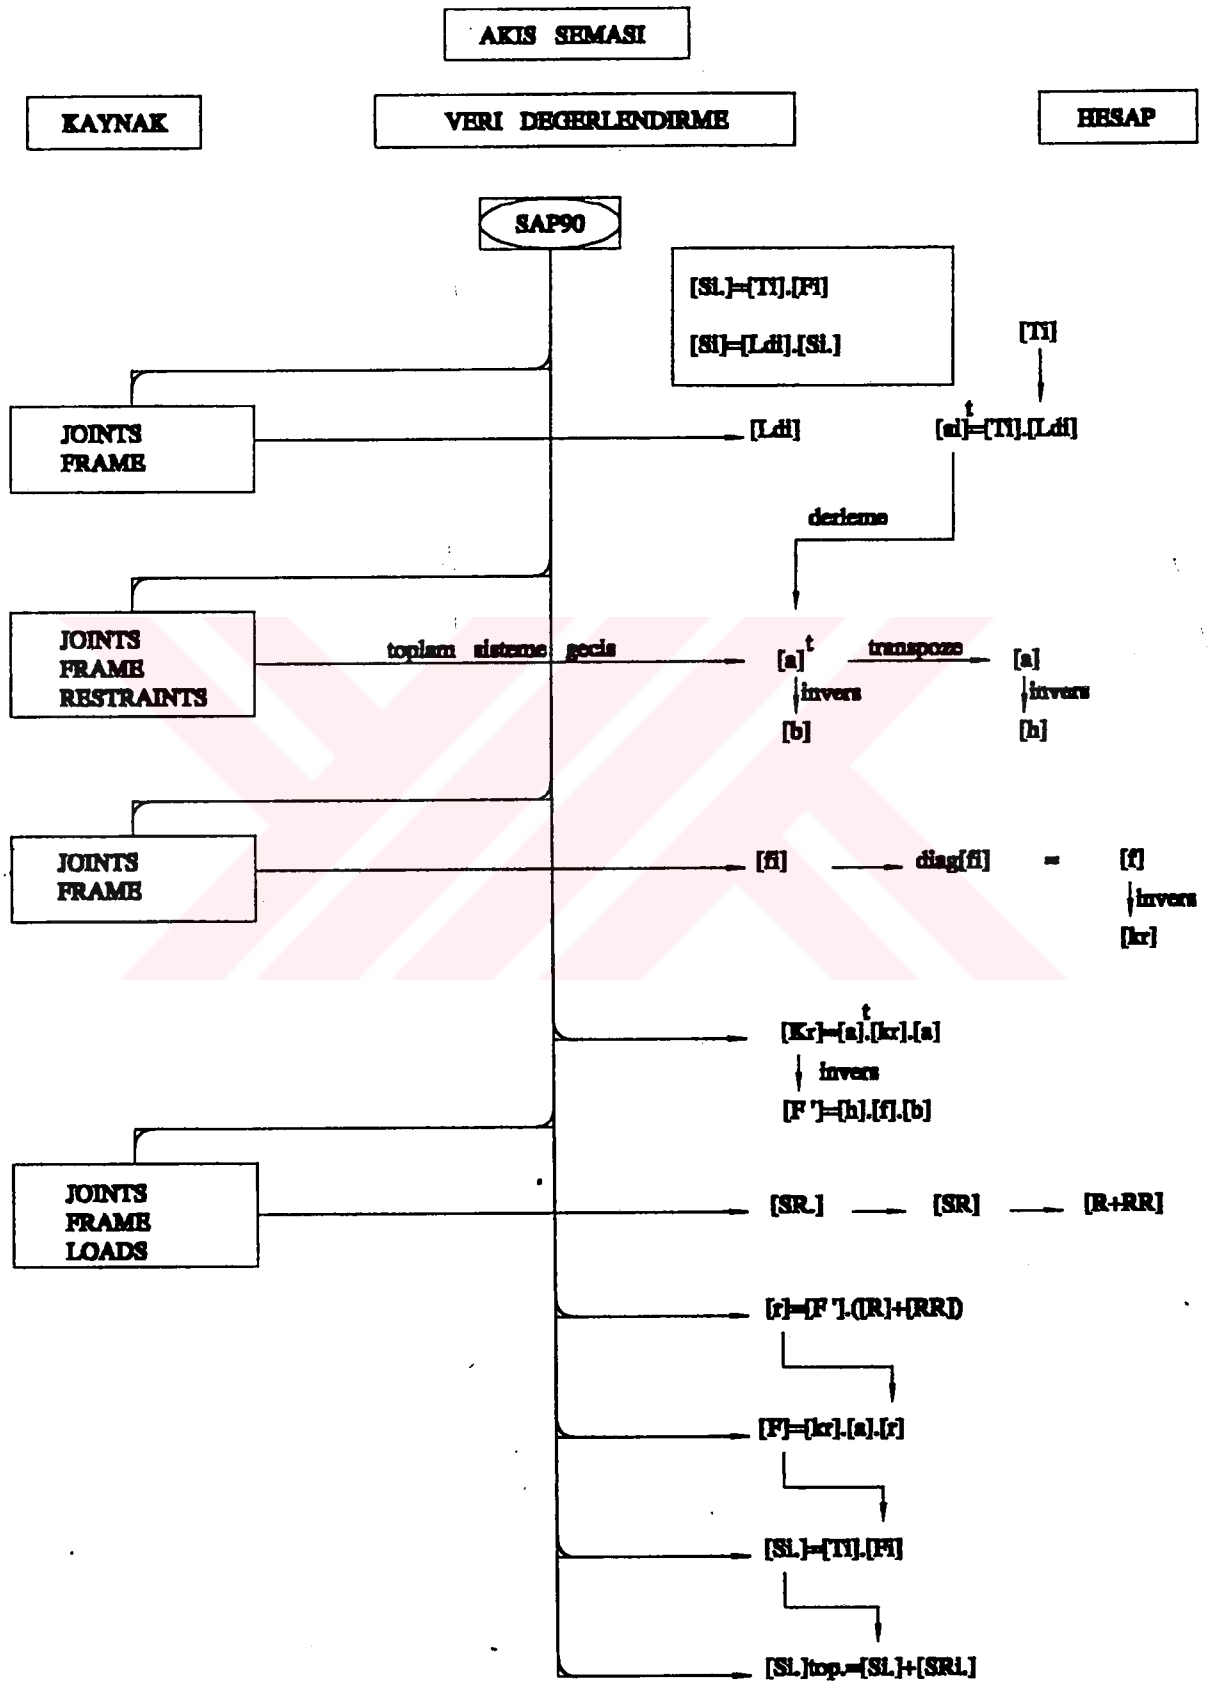 AKIS SEMASI
KAYNAK
VERI DEGERLENDIRME
HESAP
SAP90
[Si.]=[Ti].[Fi]
[Si]=[Ldi].[Si.]
[Ti]
JOINTS
FRAME
[Ldi]
[ai]t=[Ti].[Ldi]
derleme
JOINTS
FRAME
RESTRAINTS
toplam sisteme gecis
[a]t
transpoze
[a]
invers
invers
[b]
[h]
JOINTS
FRAME
[fi]
diag[fi]
=
[f]
invers
[kr]
[Kr]=[a]t.[kr].[a]
invers
[F ']=[h].[f].[b]
JOINTS
FRAME
LOADS
[SR.]
[SR]
[R+RR]
[r]=[F '].([R]+[RR])
[F]=[kr].[a].[r]
[Si.]=[Ti].[Fi]
[Si.]top.=[Si.]+[SRi.]